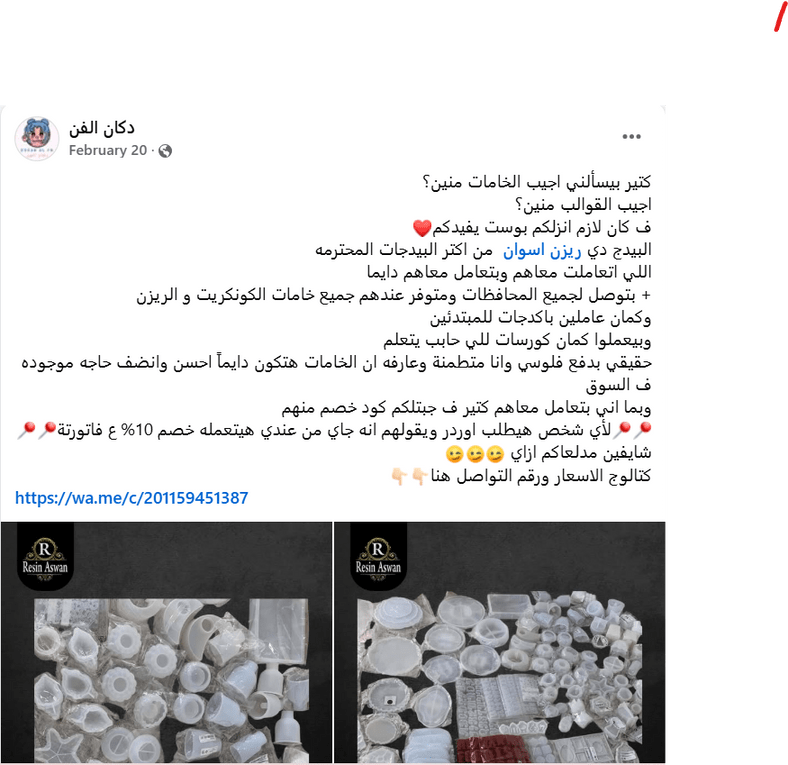 دكان الفن
February 20
كتير بيسألني اجيب الخامات منين؟
اجيب القوالب منين؟
ف كان لازم انزلكم بوست يفيدكم♥️
البيدج دي ريزن اسوان من اكتر البيدجات المحترمه
اللي اتعاملت معاهم وبتعامل معاهم دايما
+ بتوصل لجميع المحافظات ومتوفر عندهم جميع خامات الكونكريت و الريزن
وكمان عاملين باكدجات للمبتدئين
وبيعملوا كمان كورسات للي حابب يتعلم
حقيقي بدفع فلوسي وانا متطمنة وعارفه ان الخامات هتكون دايماً احسن وانضف حاجه موجوده
ف السوق
وبما اني بتعامل معاهم كتير ف جبتلكم كود خصم منهم
📍📍لأي شخص هيطلب اوردر ويقولهم انه جاي من عندي هيتعمله خصم 10% ع فاتورتة📍📍
شايفين مدلعاكم ازاي 😜😜😜
كتالوج الاسعار ورقم التواصل هنا👇🏻👇🏻
https://wa.me/c/201159451387
R
Resin Aswan
R
Resin Aswan